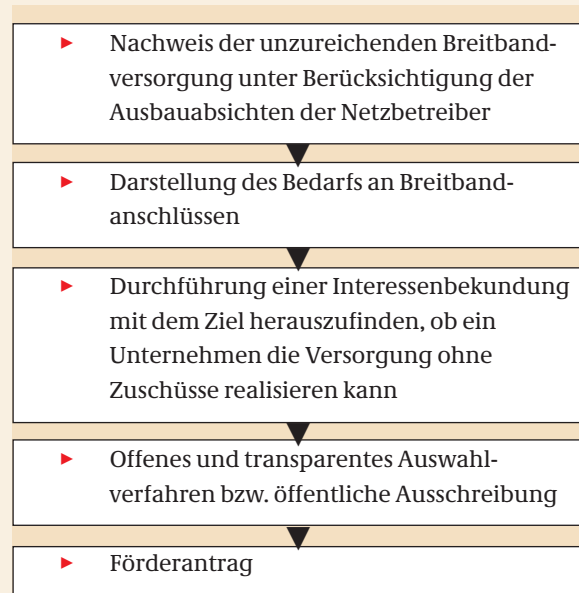 Nachweis der unzureichenden Breitband-
versorgung unter Berücksichtigung der
Ausbauabsichten der Netzbetreiber
Darstellung des Bedarfs an Breitband-
anschlüssen
Durchführung einer Interessenbekundung
mit dem Ziel herauszufinden, ob ein
Unternehmen die Versorgung ohne
Zuschüsse realisieren kann
Offenes und transparentes Auswahl-
verfahren bzw. öffentliche Ausschreibung
Förderantrag